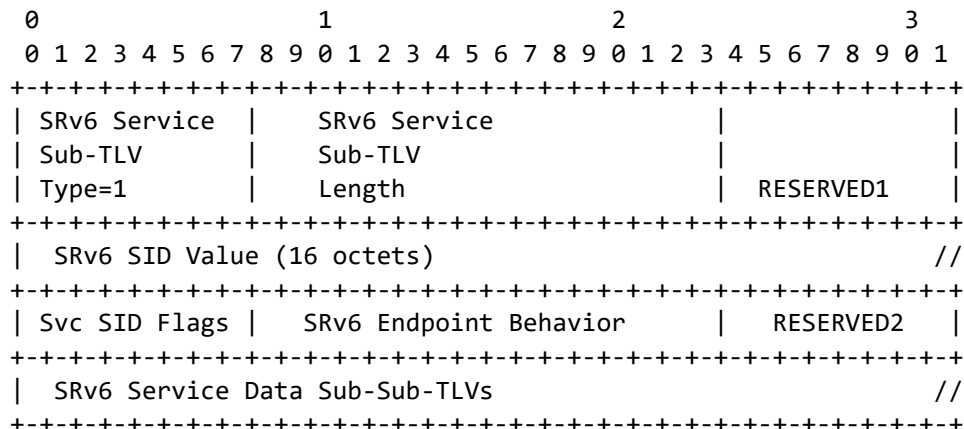 0                   1                   2                   3
 0 1 2 3 4 5 6 7 8 9 0 1 2 3 4 5 6 7 8 9 0 1 2 3 4 5 6 7 8 9 0 1
+-+-+-+-+-+-+-+-+-+-+-+-+-+-+-+-+-+-+-+-+-+-+-+-+-+-+-+-+-+-+-+-+
| SRv6 Service  |    SRv6 Service               |               |
| Sub-TLV       |    Sub-TLV                    |               |
| Type=1        |    Length                     |  RESERVED1    |
+-+-+-+-+-+-+-+-+-+-+-+-+-+-+-+-+-+-+-+-+-+-+-+-+-+-+-+-+-+-+-+-+
|  SRv6 SID Value (16 octets)                                  //
+-+-+-+-+-+-+-+-+-+-+-+-+-+-+-+-+-+-+-+-+-+-+-+-+-+-+-+-+-+-+-+-+
| Svc SID Flags |   SRv6 Endpoint Behavior      |   RESERVED2   |
+-+-+-+-+-+-+-+-+-+-+-+-+-+-+-+-+-+-+-+-+-+-+-+-+-+-+-+-+-+-+-+-+
|  SRv6 Service Data Sub-Sub-TLVs                              //
+-+-+-+-+-+-+-+-+-+-+-+-+-+-+-+-+-+-+-+-+-+-+-+-+-+-+-+-+-+-+-+-+